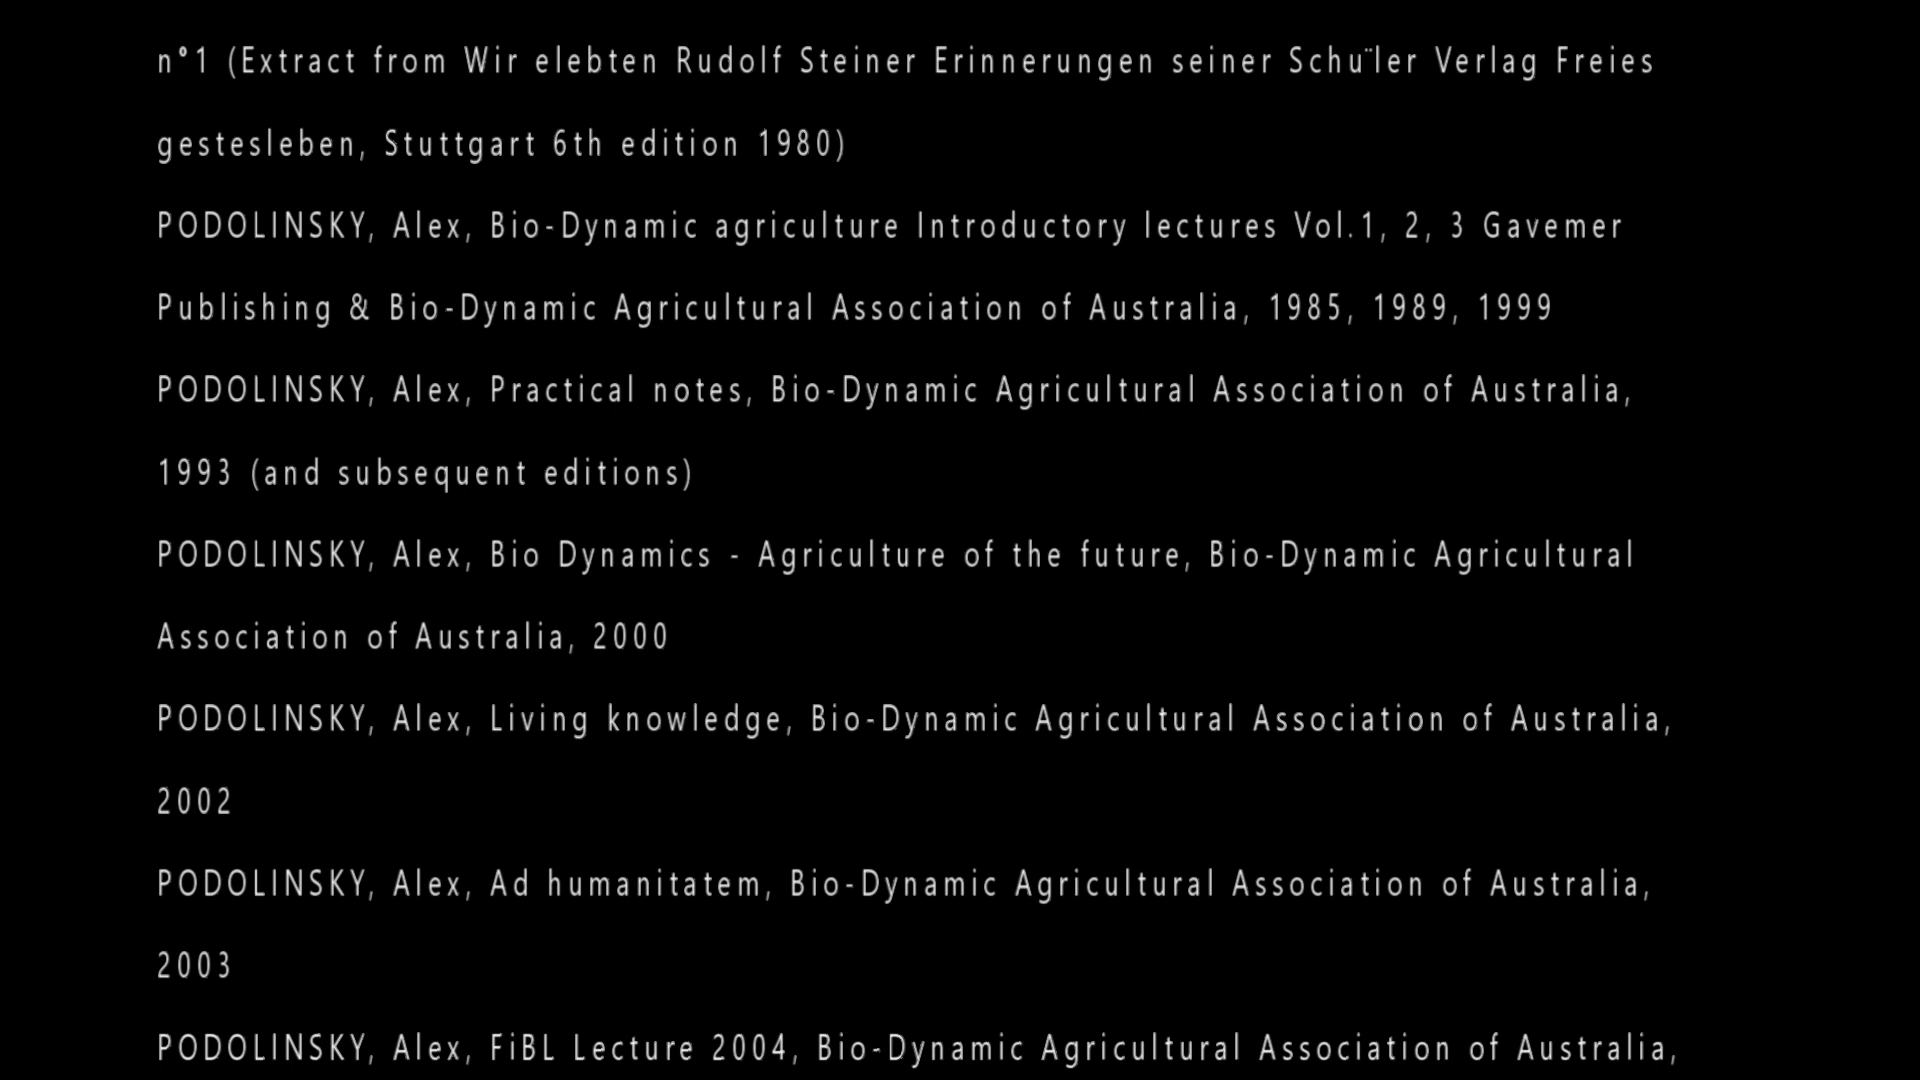 n°1 (Extract from Wir elebten Rudolf Steiner Erinnerungen seiner Schu¨ler Verlag Freies
gestesleben, Stuttgart 6th edition 1980)
PODOLINSKY, Alex, Bio-Dynamic agriculture Introductory lectures Vol.1, 2, 3 Gavemer
Publishing & Bio-Dynamic Agricultural Association of Australia, 1985, 1989, 1999
PODOLINSKY, Alex, Practical notes, Bio-Dynamic Agricultural Association of Australia,
1993 (and subsequent editions)
PODOLINSKY, Alex, Bio Dynamics - Agriculture of the future, Bio-Dynamic Agricultural
Association of Australia, 2000
PODOLINSKY, Alex, Living knowledge, Bio-Dynamic Agricultural Association of Australia,
2002
PODOLINSKY, Alex, Ad humanitatem, Bio-Dynamic Agricultural Association of Australia,
2003
PODOLINSKY, Alex, FiBL Lecture 2004, Bio-Dynamic Agricultural Association of Australia,